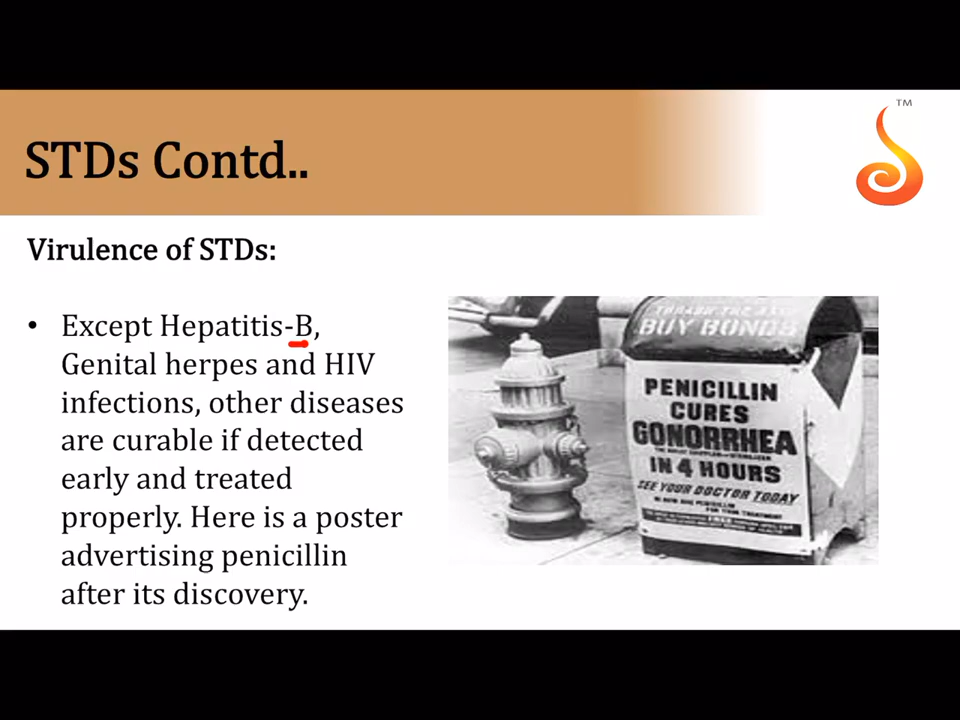 TM
STDs Contd..
Virulence of STDs:
• Except Hepatitis-B,
Genital herpes and HIV
infections, other diseases
are curable if detected
early and treated
properly. Here is a poster
advertising penicillin
after its discovery.
BUY BONDS
PENICILLIN
CURES
GONORRHEA
IN 4 HOURS
SEE YOUR DOCTOR TODAY